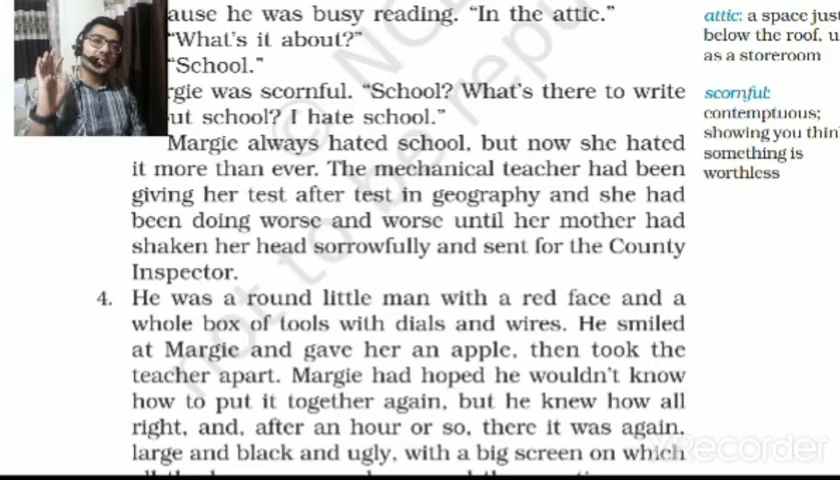 ause he was busy reading. "In the attic."
"What's it about?"
"School."
rgie was scornful. "School? What's there to write
ut school? I hate school."
Margie always hated school, but now she hated
it more than ever. The mechanical teacher had been
giving her test after test in geography and she had
been doing worse and worse until her mother had
shaken her head sorrowfully and sent for the County
Inspector.
4. He was a round little man with a red face and a
whole box of tools with dials and wires. He smiled
at Margie and gave her an apple, then took the
teacher apart. Margie had hoped he wouldn't know
how to put it together again, but he knew how all
right, and, after an hour or so, there it was again,
large and black and ugly, with a big screen on which
attic: a space jus
below the roof, u
as a storeroom
scornful:
contemptuous;
showing you thin
something is
worthless
© NC
not to be repu
XRecorder